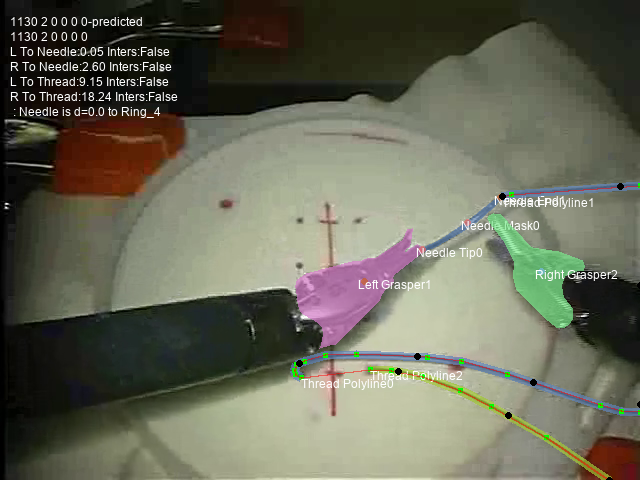 1130 2 0 0 0 0-predicted
1130 2 0 0 0 0
L To Needle:0.05 Inters:False
R To Needle:2.60 Inters:False
L To Thread:9.15 Inters:False
R To Thread:18.24 Inters:False
: Needle is d=0.0 to Ring_4
Needle End
Thread Polyline1
Needle Mask0
Needle Tip0
Right Grasper2
Left Grasper1
Thread Polyline2
Thread Polyline0